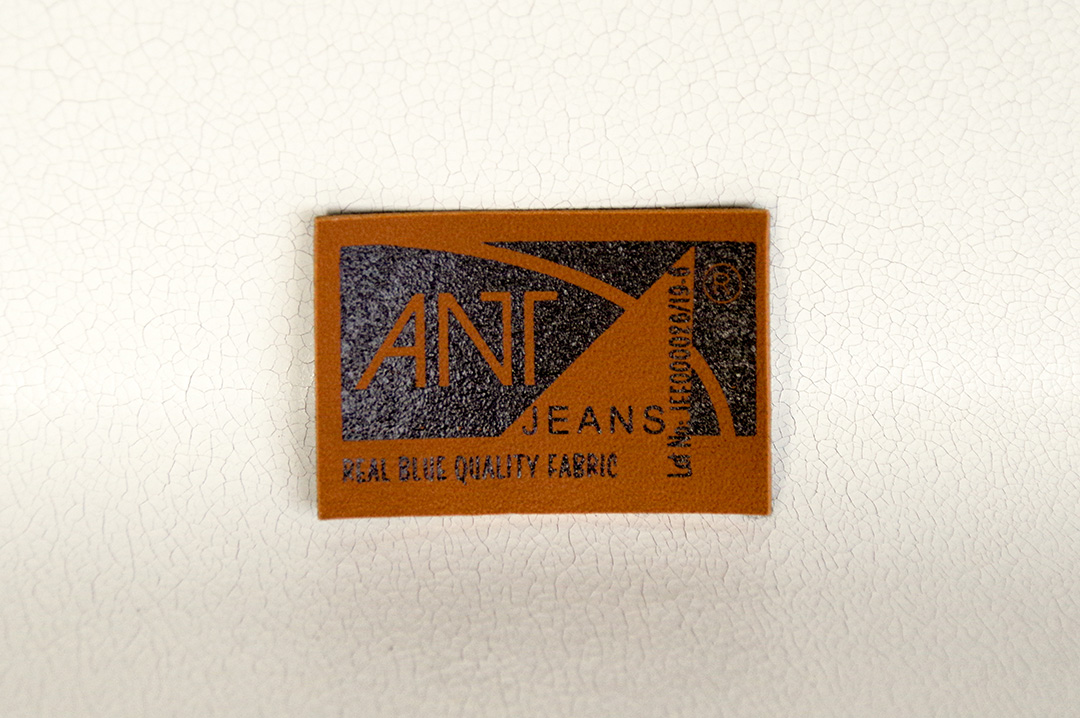 ANT
JEANS
REAL BLUE QUALITY FABRIC
Lot No.